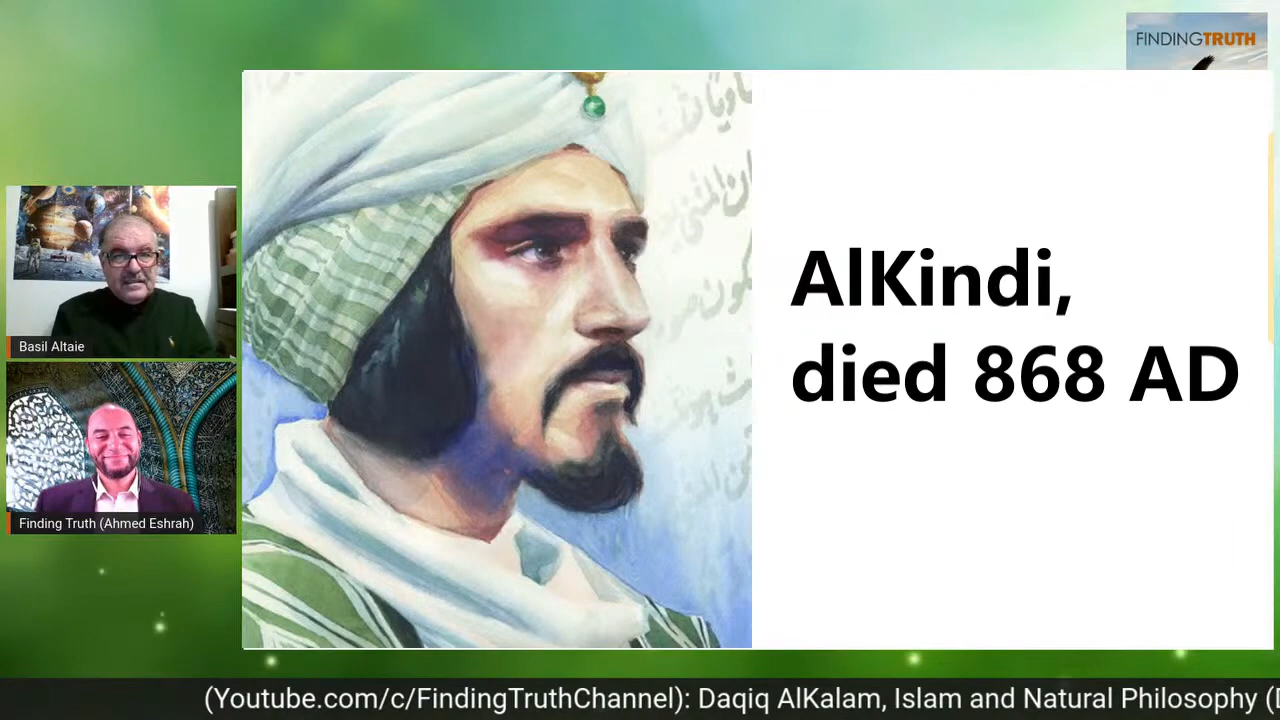 FINDINGTRUTH
AlKindi,
died 868 AD
Basil Altaie
Finding Truth (Ahmed Eshrah)
(Youtube.com/c/FindingTruthChannel): Daqiq AlKalam, Islam and Natural Philosophy (